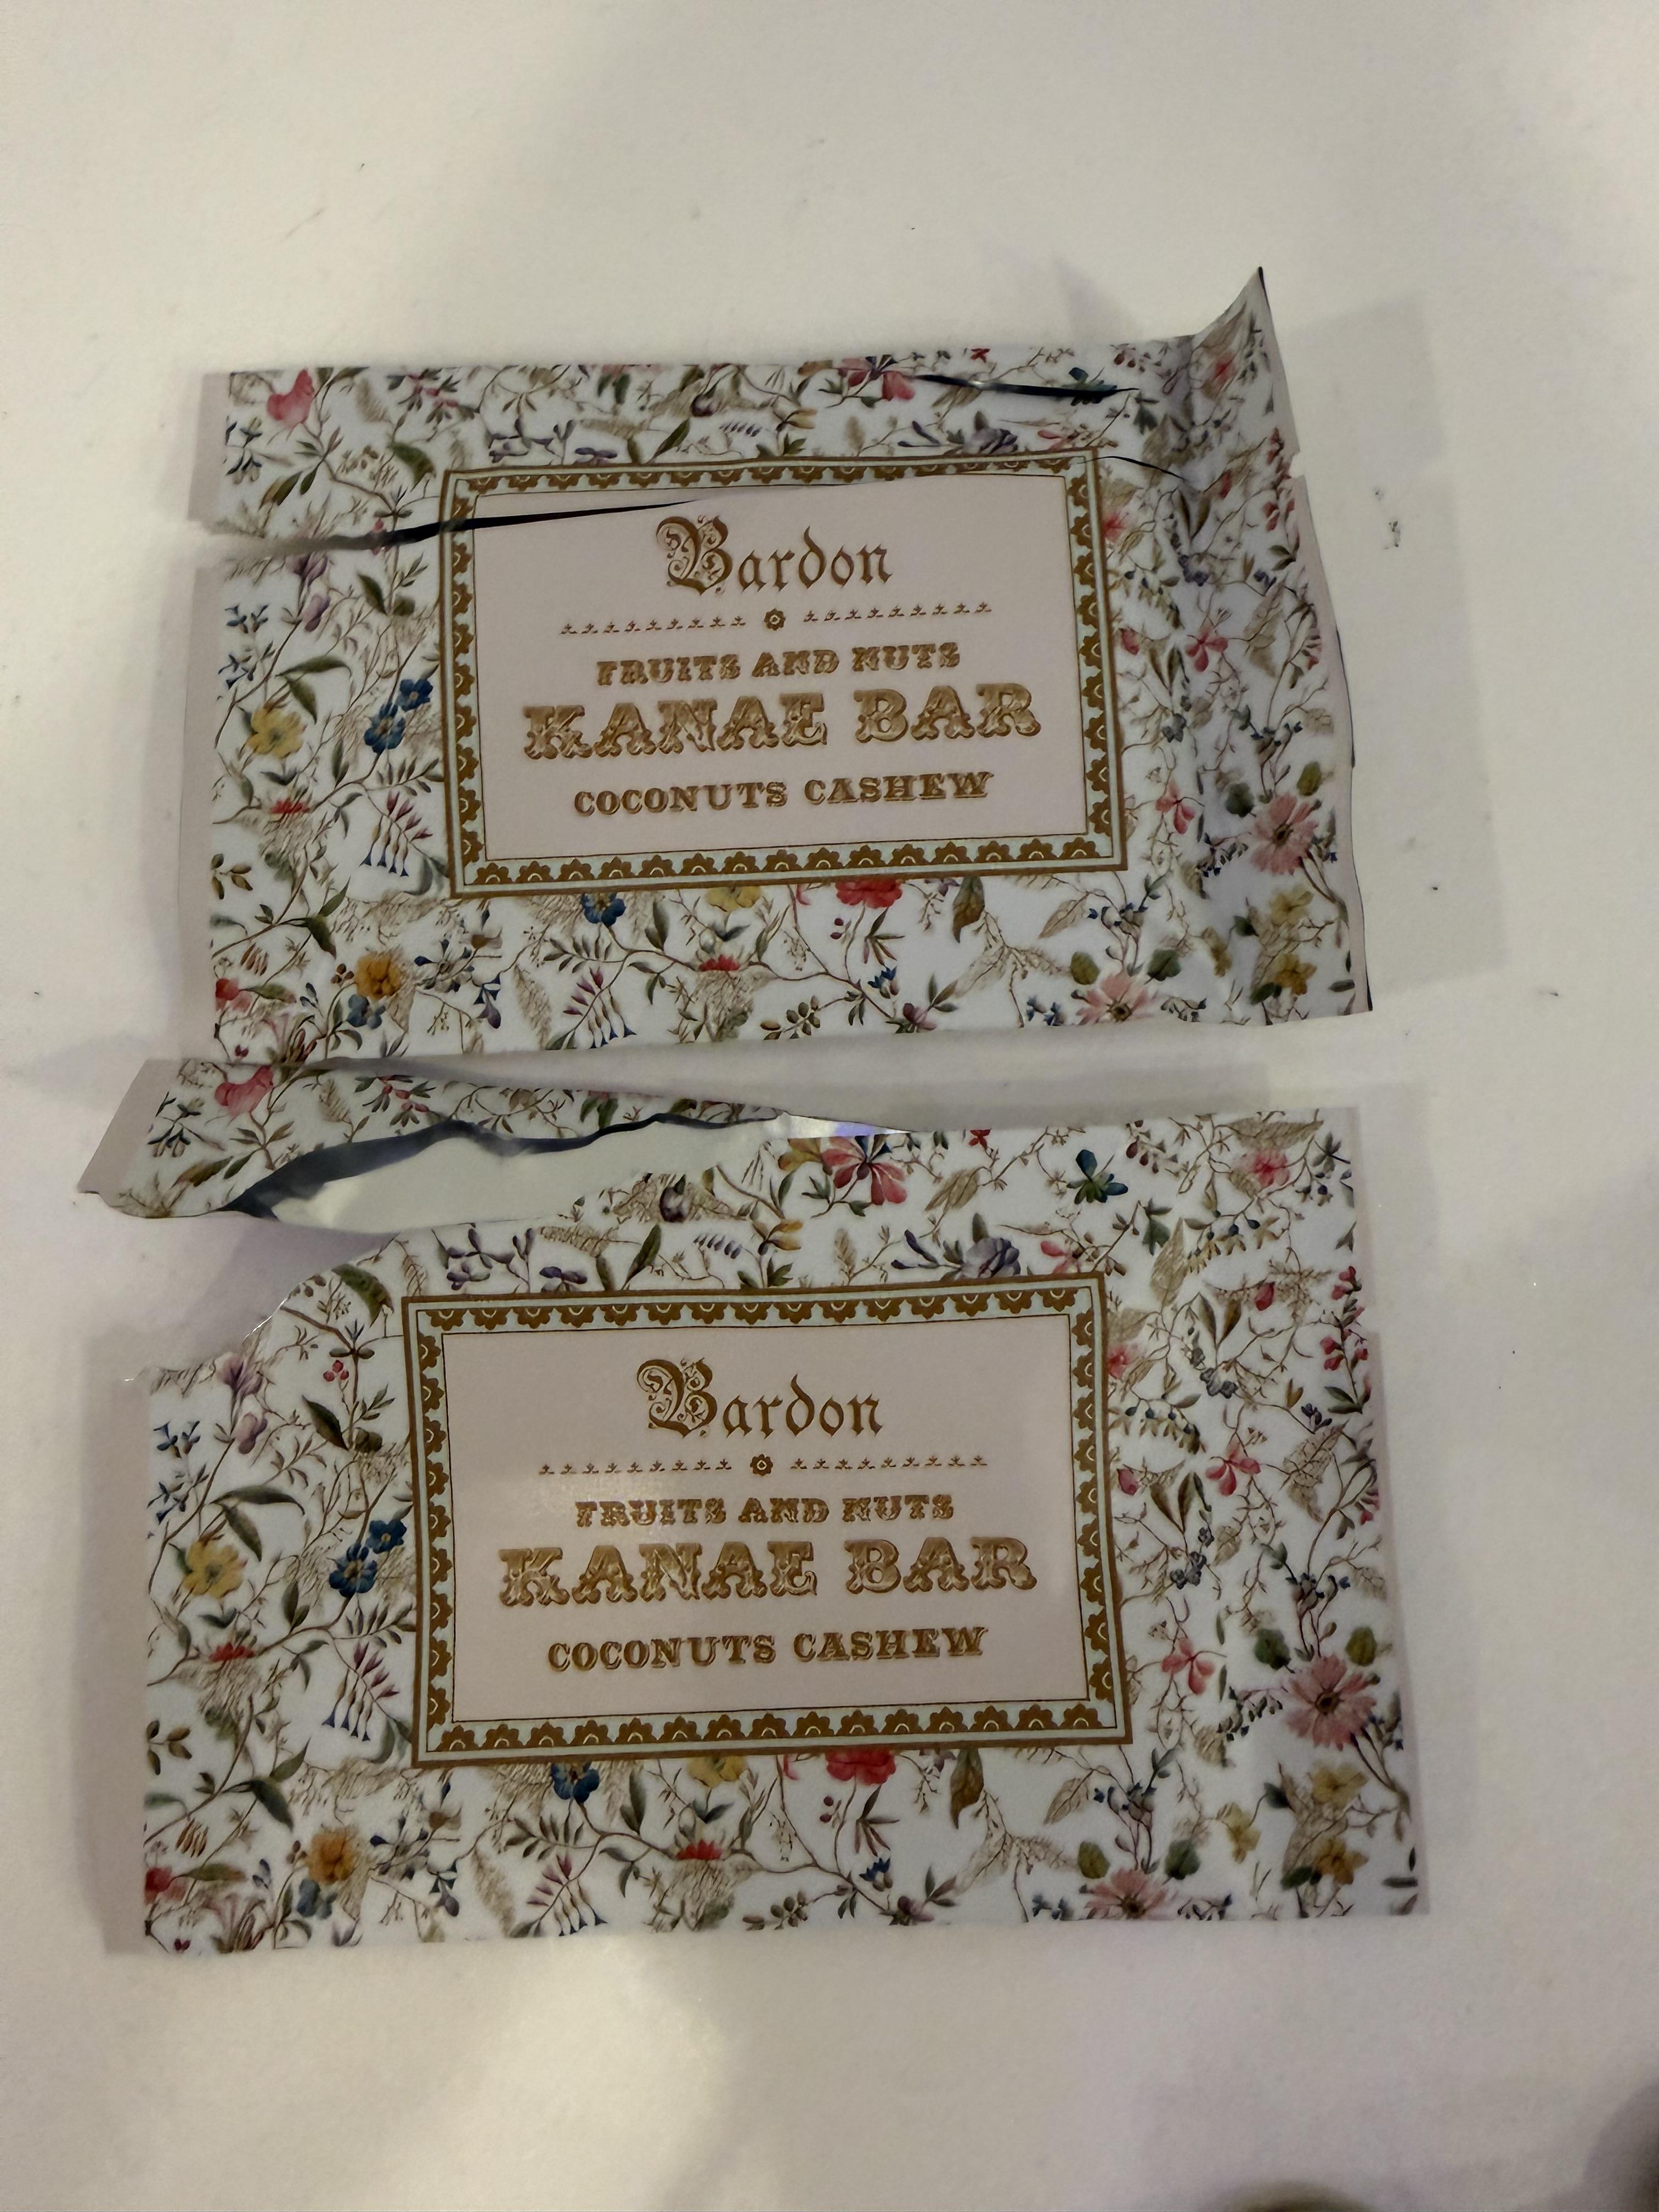 Bardon
FRUITS AND NUTS
KANAE BAR
COCONUTS CASHEW
Bardon
FRUITS AND NUTS
KANAE BAR
COCONUTS CASHEW